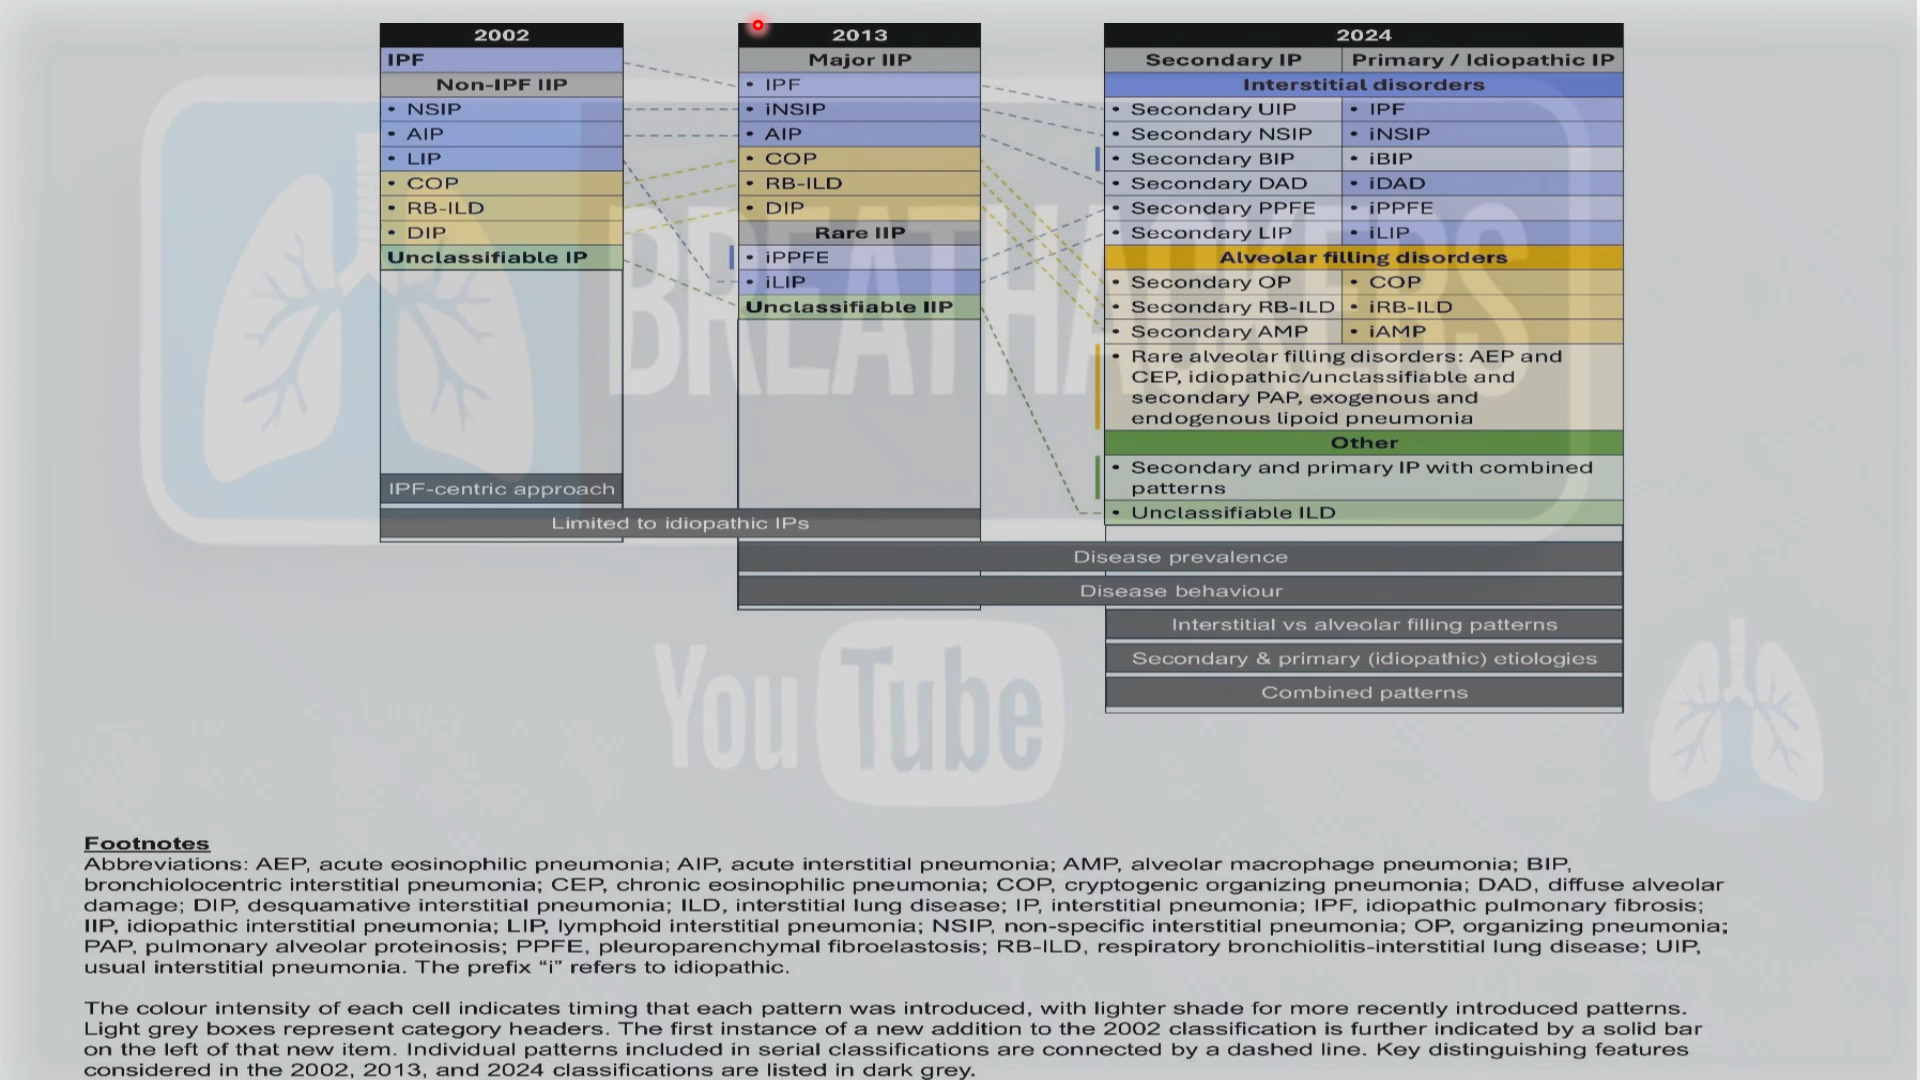 2002
IPF
Non-IPF IIP
• NSIP
• AIP
• LIP
• COP
• RB-ILD
• DIP
Unclassifiable IP
IPF-centric approach
2013
Major IIP
• IPF
• iNSIP
• AIP
• COP
• RB-ILD
• DIP
Rare IIP
• iPPFE
• iLIP
Unclassifiable IIP
Limited to idiopathic IPs
2024
Secondary IP Primary / Idiopathic IP
Interstitial disorders
• Secondary UIP • IPF
• Secondary NSIP • iNSIP
• Secondary BIP • iBIP
• Secondary DAD • iDAD
• Secondary PPFE • iPPFE
• Secondary LIP • iLIP
Alveolar filling disorders
• Secondary OP • COP
• Secondary RB-ILD • iRB-ILD
• Secondary AMP • iAMP
• Rare alveolar filling disorders: AEP and
CEP, idiopathic/unclassifiable and
secondary PAP, exogenous and
endogenous lipoid pneumonia
Other
• Secondary and primary IP with combined
patterns
• Unclassifiable ILD
Disease prevalence
Disease behaviour
Interstitial vs alveolar filling patterns
Secondary & primary (idiopathic) etiologies
Combined patterns
BREATHACKERS
YouTube
Footnotes
Abbreviations: AEP, acute eosinophilic pneumonia; AIP, acute interstitial pneumonia; AMP, alveolar macrophage pneumonia; BIP,
bronchiolocentric interstitial pneumonia; CEP, chronic eosinophilic pneumonia; COP, cryptogenic organizing pneumonia; DAD, diffuse alveolar
damage; DIP, desquamative interstitial pneumonia; ILD, interstitial lung disease; IP, interstitial pneumonia; IPF, idiopathic pulmonary fibrosis;
IIP, idiopathic interstitial pneumonia; LIP, lymphoid interstitial pneumonia; NSIP, non-specific interstitial pneumonia; OP, organizing pneumonia;
PAP, pulmonary alveolar proteinosis; PPFE, pleuroparenchymal fibroelastosis; RB-ILD, respiratory bronchiolitis-interstitial lung disease; UIP,
usual interstitial pneumonia. The prefix “i” refers to idiopathic.
The colour intensity of each cell indicates timing that each pattern was introduced, with lighter shade for more recently introduced patterns.
Light grey boxes represent category headers. The first instance of a new addition to the 2002 classification is further indicated by a solid bar
on the left of that new item. Individual patterns included in serial classifications are connected by a dashed line. Key distinguishing features
considered in the 2002, 2013, and 2024 classifications are listed in dark grey.